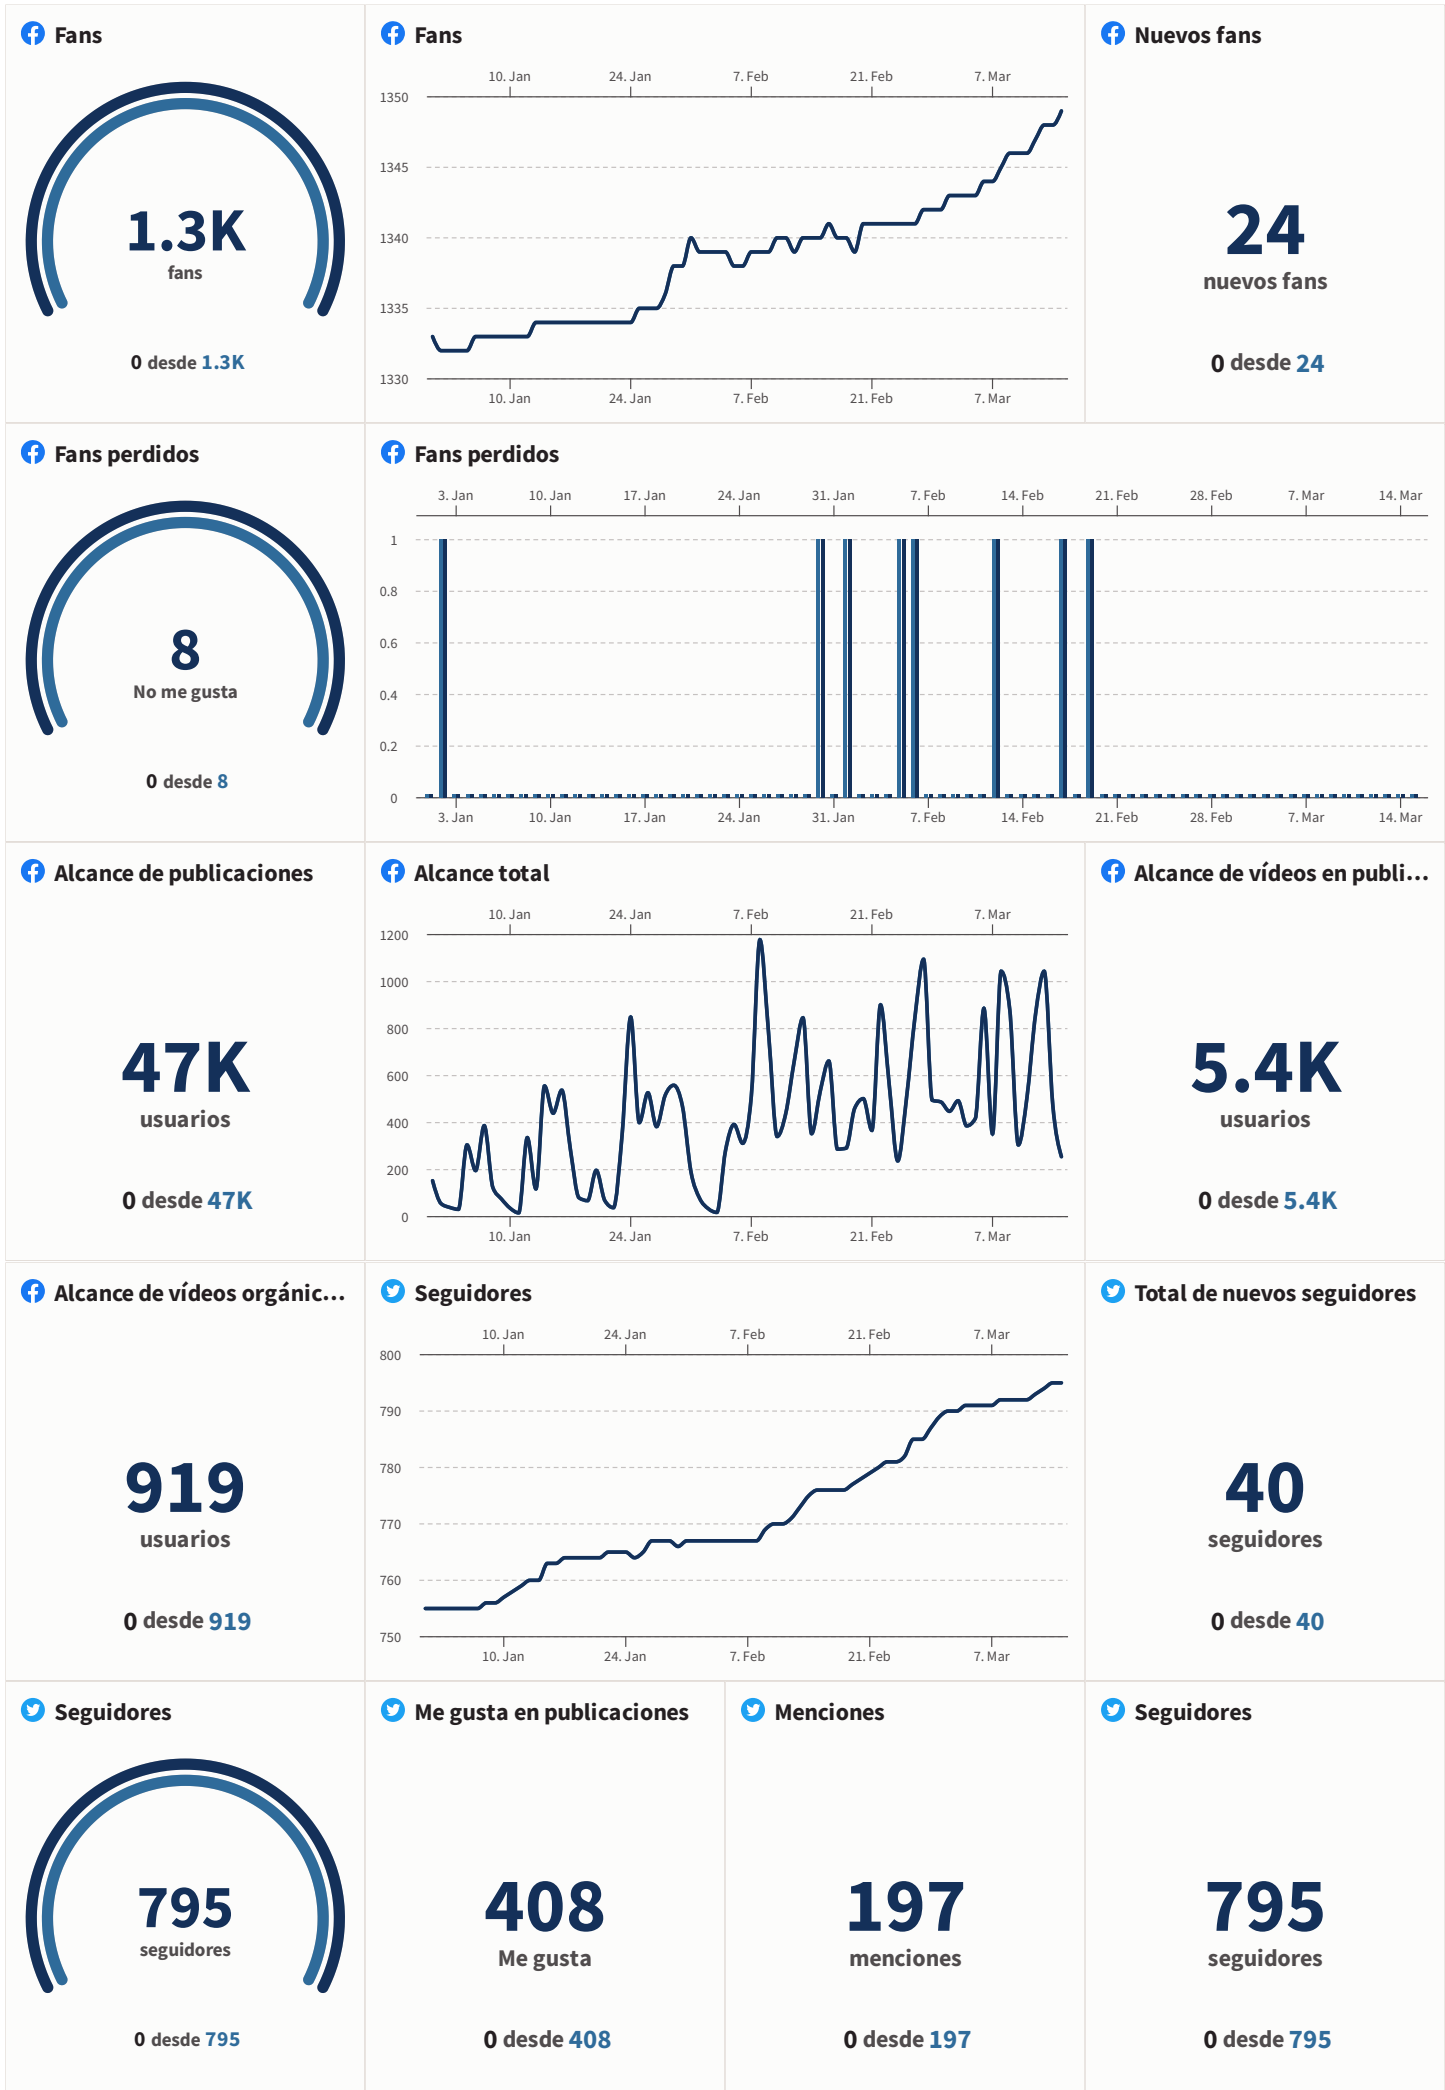 Fans
1.3K
fans
0 desde 1.3K
Fans
10. Jan 24. Jan 7. Feb 21. Feb 7. Mar
1350
1345
1340
1335
1330
10. Jan 24. Jan 7. Feb 21. Feb 7. Mar
Nuevos fans
24
nuevos fans
0 desde 24
Fans perdidos
8
No me gusta
0 desde 8
Fans perdidos
3. Jan 10. Jan 17. Jan 24. Jan 31. Jan 7. Feb 14. Feb 21. Feb 28. Feb 7. Mar 14. Mar
1
0.8
0.6
0.4
0.2
0
3. Jan 10. Jan 17. Jan 24. Jan 31. Jan 7. Feb 14. Feb 21. Feb 28. Feb 7. Mar 14. Mar
Alcance de publicaciones
47K
usuarios
0 desde 47K
Alcance total
10. Jan 24. Jan 7. Feb 21. Feb 7. Mar
1200
1000
800
600
400
200
0
10. Jan 24. Jan 7. Feb 21. Feb 7. Mar
Alcance de vídeos en publi...
5.4K
usuarios
0 desde 5.4K
Alcance de vídeos orgánic...
919
usuarios
0 desde 919
Seguidores
10. Jan 24. Jan 7. Feb 21. Feb 7. Mar
800
790
780
770
760
750
10. Jan 24. Jan 7. Feb 21. Feb 7. Mar
Total de nuevos seguidores
40
seguidores
0 desde 40
Seguidores
795
seguidores
0 desde 795
Me gusta en publicaciones
408
Me gusta
0 desde 408
Menciones
197
menciones
0 desde 197
Seguidores
795
seguidores
0 desde 795